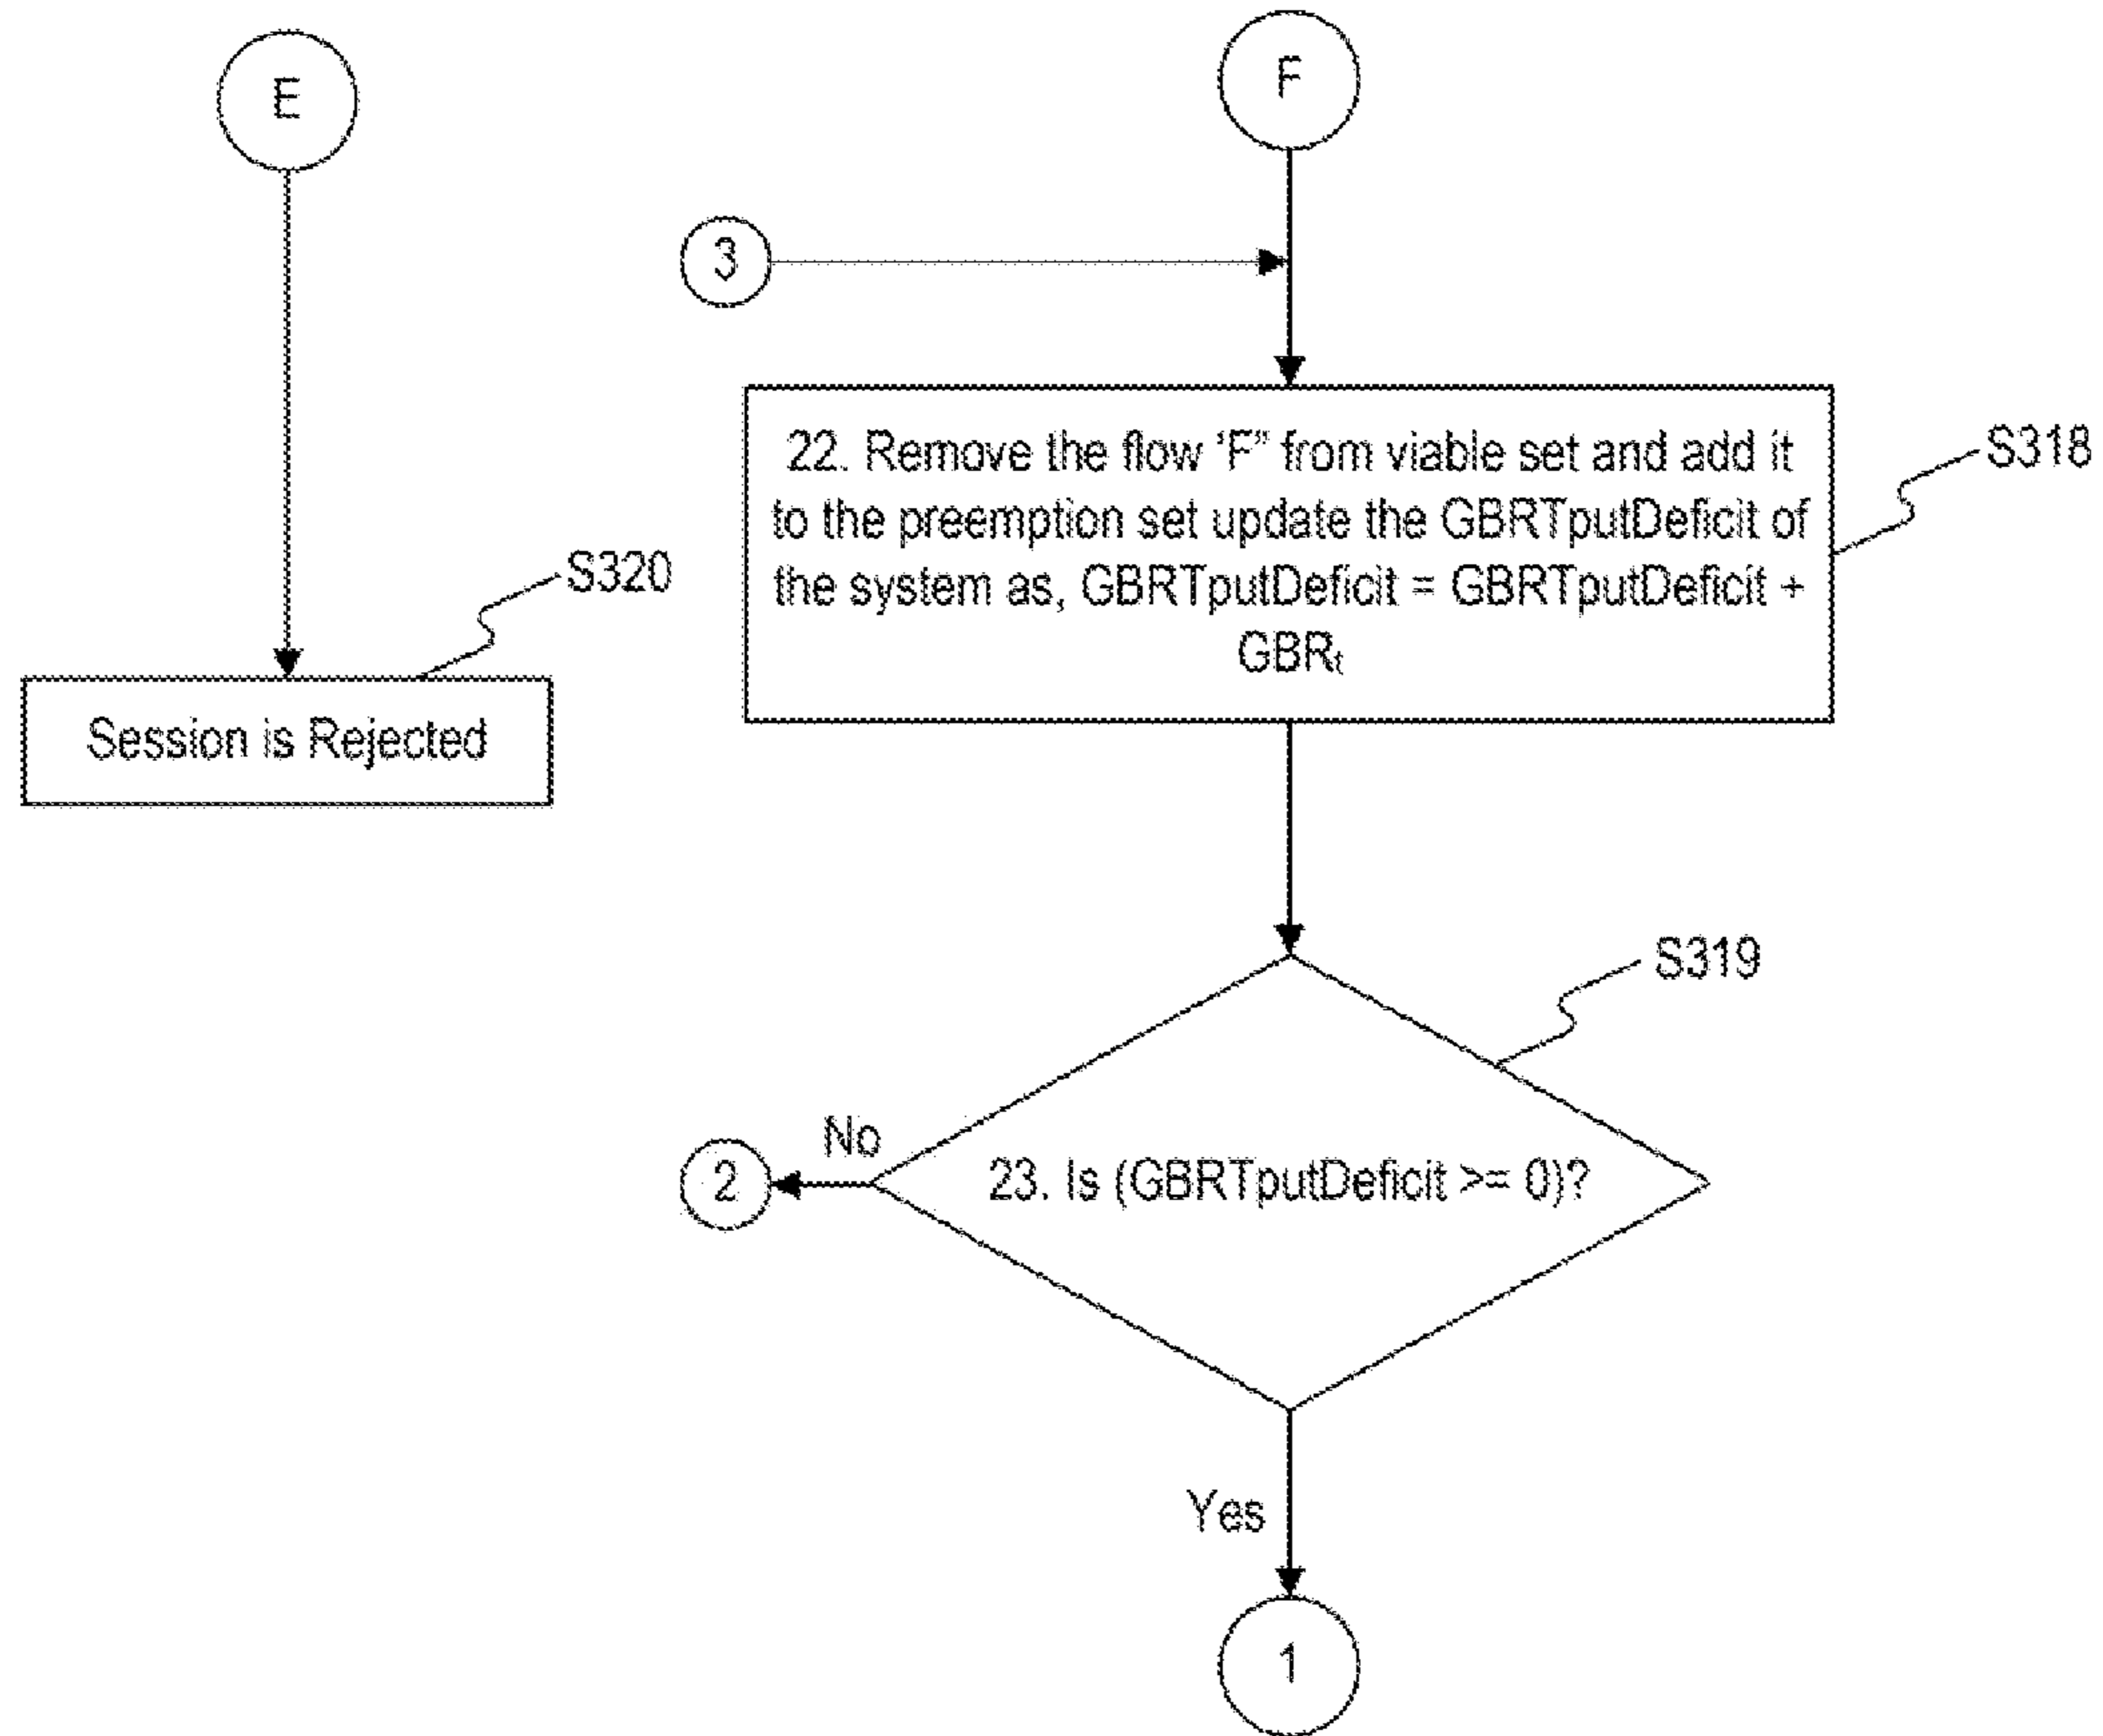 E
F
3
22. Remove the flow ‘F” from viable set and add it
to the preemption set update the GBRTputDeficit of
the system as, GBRTputDeficit = GBRTputDeficit +
GBRt
S318
S320
Session is Rejected
S319
No
2
23. Is (GBRTputDeficit >= 0)?
Yes
1